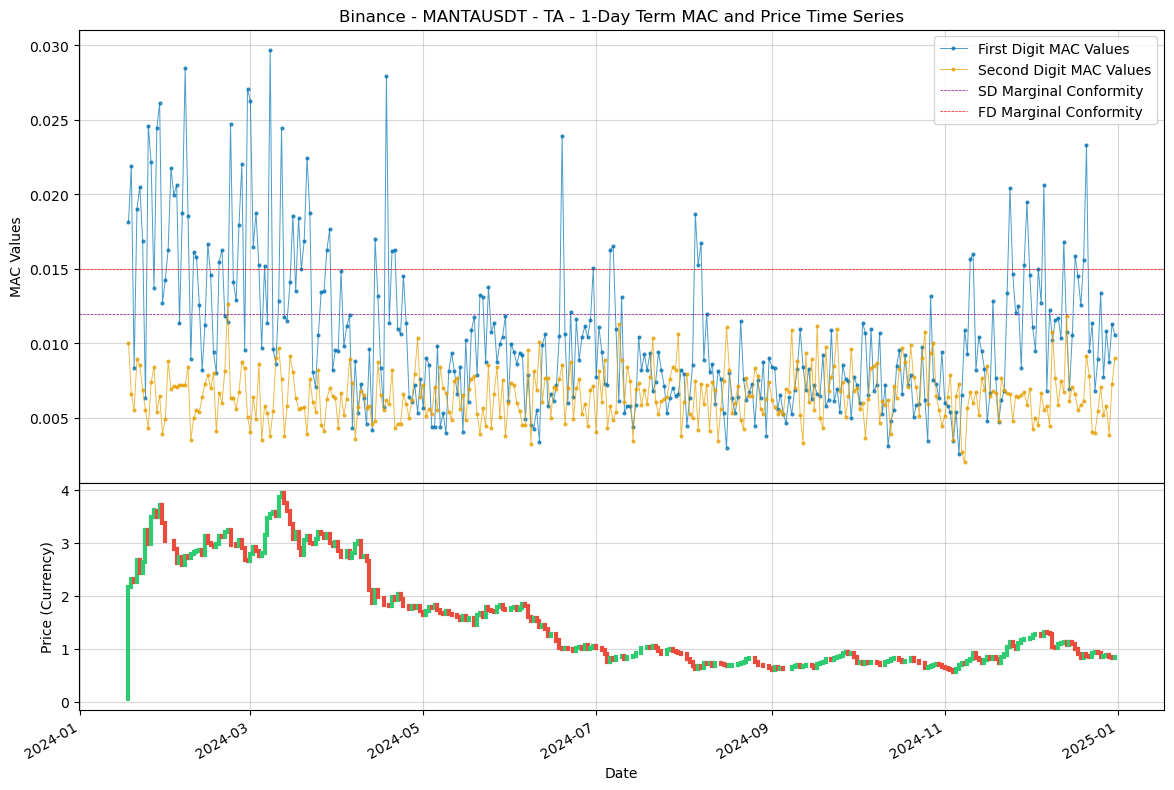 Binance - MANTAUSDT - TA - 1-Day Term MAC and Price Time Series
0.030
0.025
0.020
0.015
0.010
0.005
MAC Values
First Digit MAC Values
Second Digit MAC Values
SD Marginal Conformity
FD Marginal Conformity
4
3
2
1
0
Price (Currency)
2024-01
2024-03
2024-05
2024-07
2024-09
2024-11
2025-01
Date